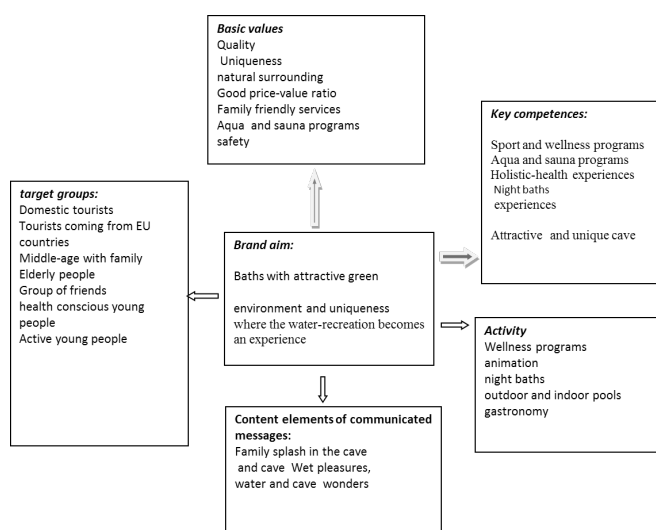 Basic values
Quality
Uniqueness
natural surrounding
Good price-value ratio
Family friendly services
Aqua and sauna programs
safety
Key competences:
Sport and wellness programs
Aqua and sauna programs
Holistic-health experiences
Night baths
experiences
Attractive and unique cave
target groups:
Domestic tourists
Tourists coming from EU
countries
Middle-age with family
Elderly people
Group of friends
health conscious young
people
Active young people
Brand aim:
Baths with attractive green
environment and uniqueness
where the water-recreation becomes
an experience
Activity
Wellness programs
animation
night baths
outdoor and indoor pools
gastronomy
Content elements of communicated
messages:
Family splash in the cave
and cave Wet pleasures,
water and cave wonders